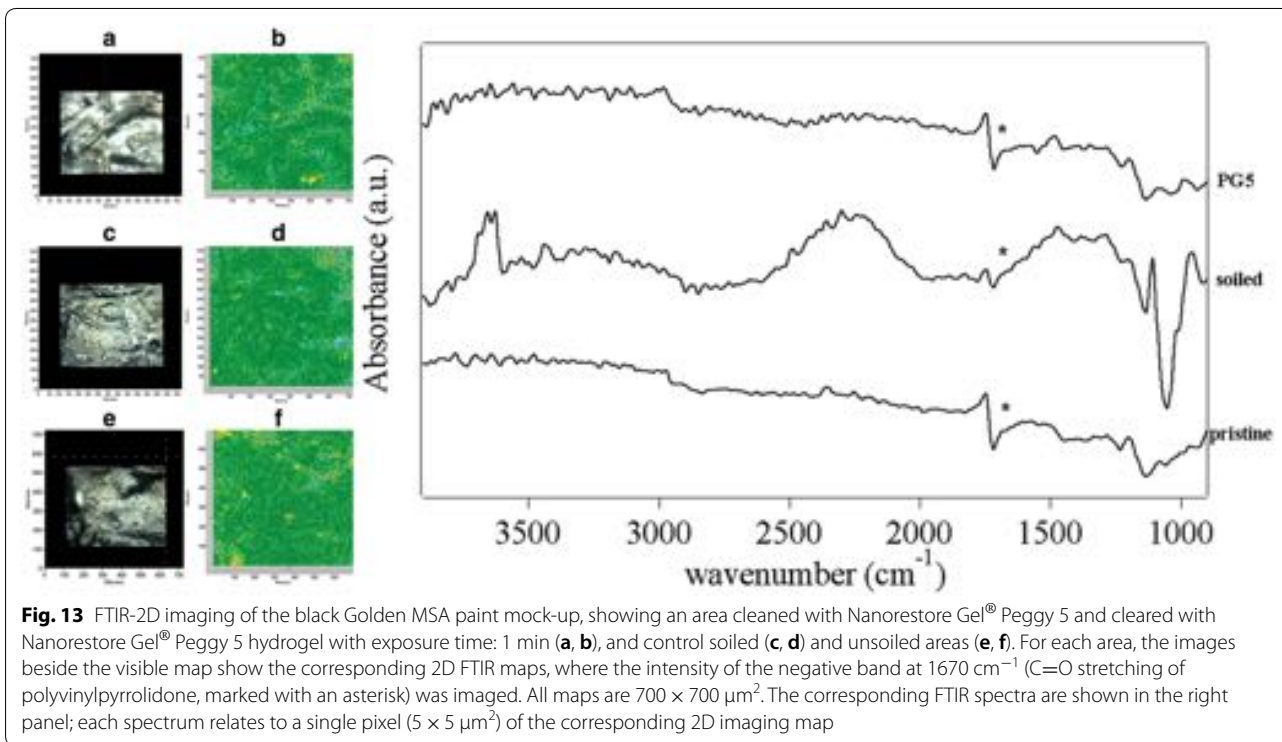 a
b
c
d
e
f
Absorbance (a.u.)
*
PG5
*
soiled
*
pristine
3500 3000 2500 2000 1500 1000
wavenumber (cm⁻¹)
Fig. 13 FTIR-2D imaging of the black Golden MSA paint mock-up, showing an area cleaned with Nanorestore Gel® Peggy 5 and cleared with
Nanorestore Gel® Peggy 5 hydrogel with exposure time: 1 min (a, b), and control soiled (c, d) and unsoiled areas (e, f). For each area, the images
beside the visible map show the corresponding 2D FTIR maps, where the intensity of the negative band at 1670 cm⁻¹ (C=O stretching of
polyvinylpyrrolidone, marked with an asterisk) was imaged. All maps are 700 × 700 μm². The corresponding FTIR spectra are shown in the right
panel; each spectrum relates to a single pixel (5 × 5 μm²) of the corresponding 2D imaging map